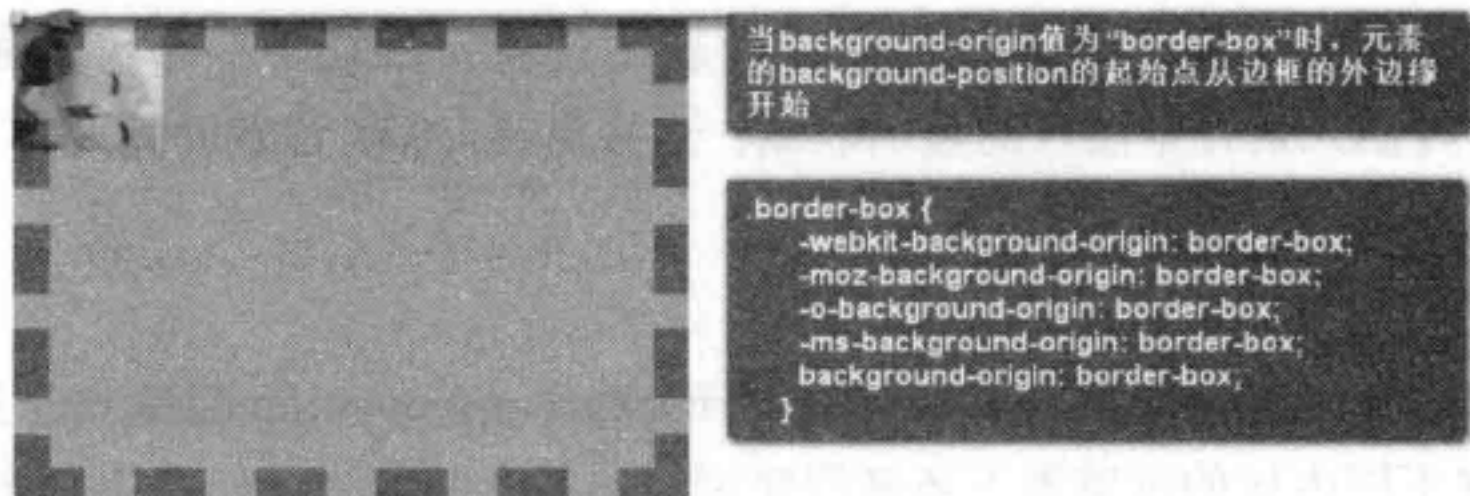 当background-origin值为“border-box”时，元素
的background-position的起始点从边框的外边缘
开始
.border-box {
-webkit-background-origin: border-box;
-moz-background-origin: border-box;
-o-background-origin: border-box;
-ms-background-origin: border-box;
background-origin: border-box;
}